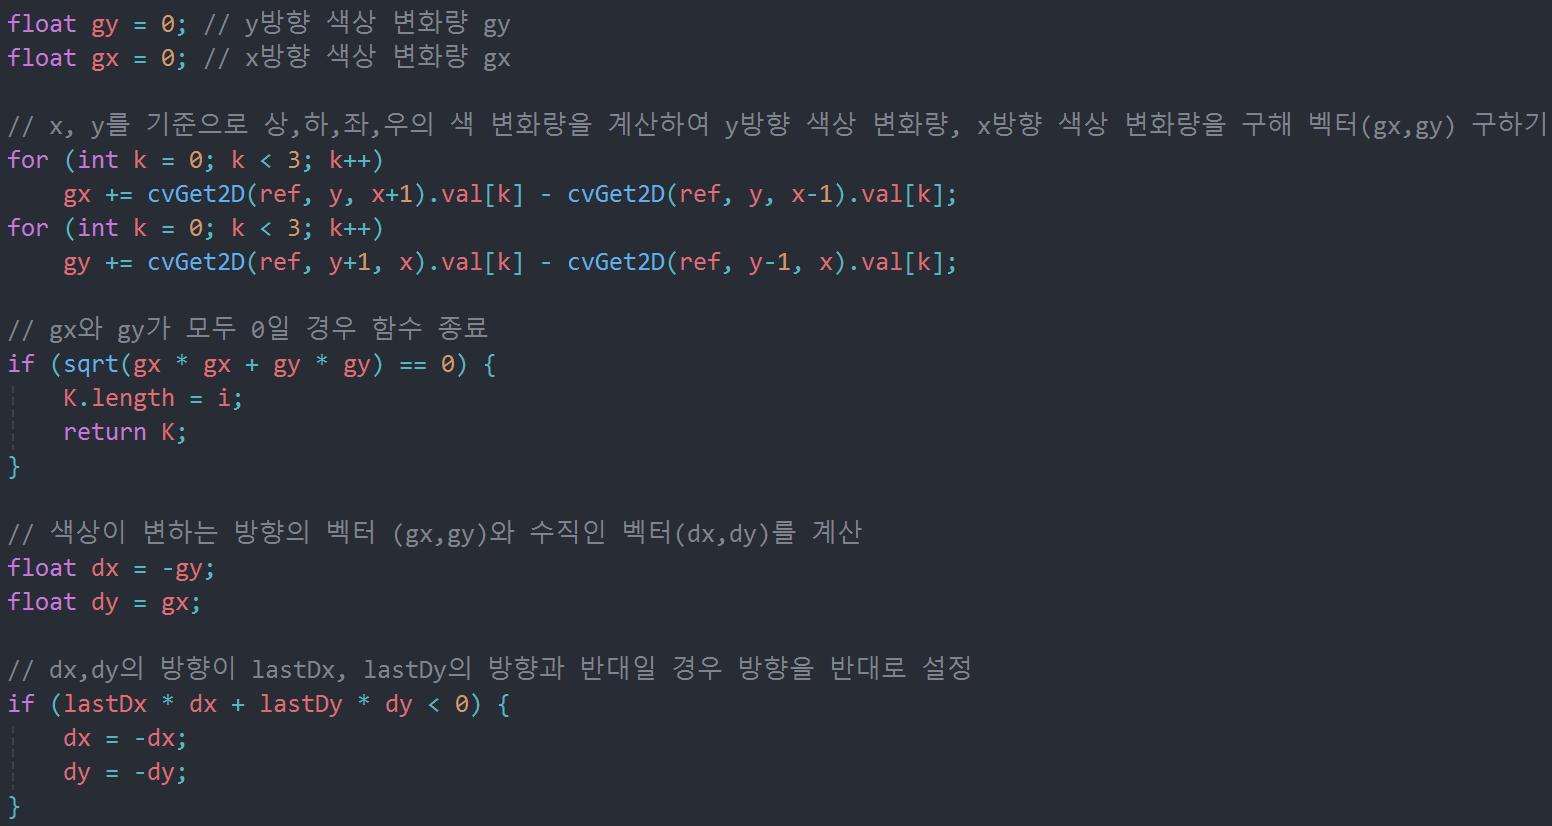 float gy = 0; // y방향 색상 변화량 gy
float gx = 0; // x방향 색상 변화량 gx
// x, y를 기준으로 상,하,좌,우의 색 변화량을 계산하여 y방향 색상 변화량, x방향 색상 변화량을 구해 벡터(gx,gy) 구하기
for (int k = 0; k < 3; k++)
    gx += cvGet2D(ref, y, x+1).val[k] - cvGet2D(ref, y, x-1).val[k];
for (int k = 0; k < 3; k++)
    gy += cvGet2D(ref, y+1, x).val[k] - cvGet2D(ref, y-1, x).val[k];
// gx와 gy가 모두 0일 경우 함수 종료
if (sqrt(gx * gx + gy * gy) == 0) {
    K.length = i;
    return K;
}
// 색상이 변하는 방향의 벡터 (gx,gy)와 수직인 벡터(dx,dy)를 계산
float dx = -gy;
float dy = gx;
// dx,dy의 방향이 lastDx, lastDy의 방향과 반대일 경우 방향을 반대로 설정
if (lastDx * dx + lastDy * dy < 0) {
    dx = -dx;
    dy = -dy;
}